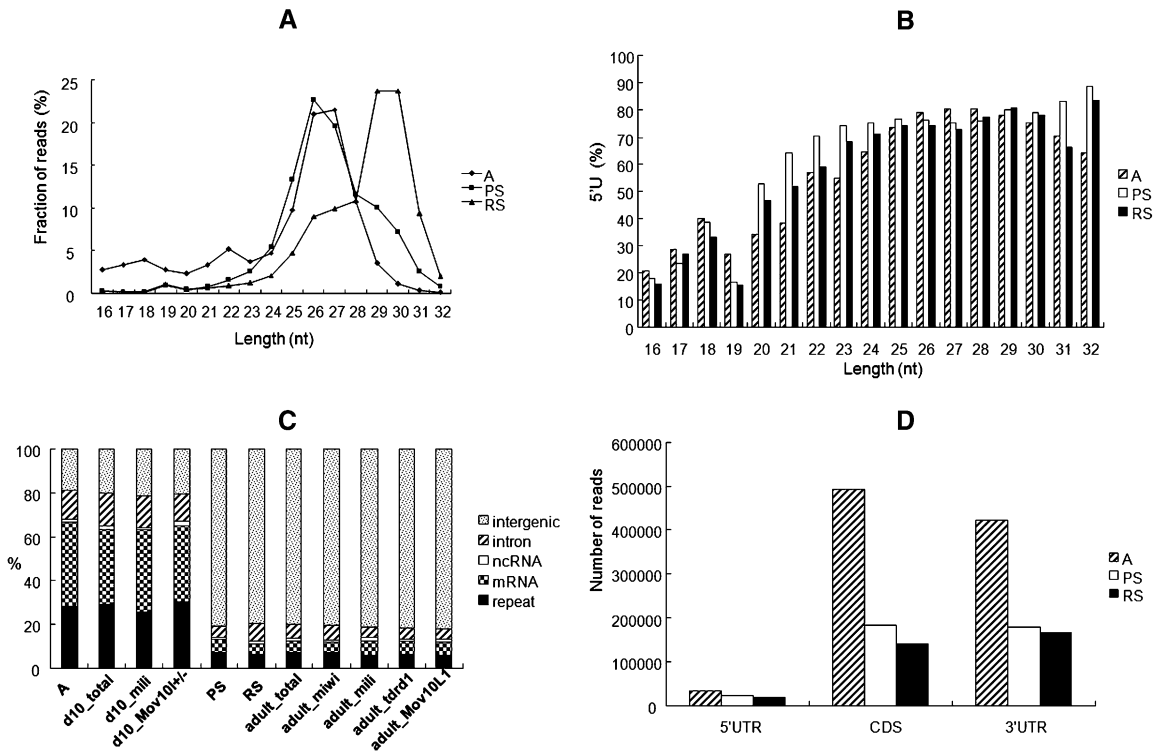 A
Fraction of reads (%)
25
20
15
10
5
0
16 17 18 19 20 21 22 23 24 25 26 27 28 29 30 31 32
Length (nt)
A
PS
RS
B
5'U (%)
100
90
80
70
60
50
40
30
20
10
0
16 17 18 19 20 21 22 23 24 25 26 27 28 29 30 31 32
Length (nt)
A
PS
RS
C
%
100
80
60
40
20
0
A
d10_total
d10_mili
d10_Mov10l+/-
PS
RS
adult_total
adult_miwi
adult_mili
adult_tdrd1
adult_Mov10L1
intergenic
intron
ncRNA
mRNA
repeat
D
Number of reads
600000
500000
400000
300000
200000
100000
0
5'UTR CDS 3'UTR
A
PS
RS